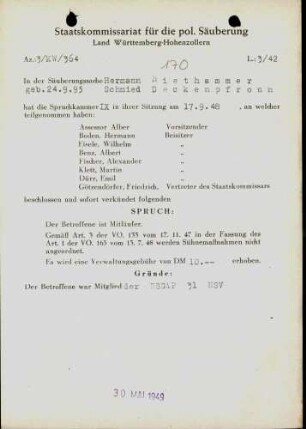 Staatskommissariat für die pol. Säuberung
Land Württemberg-Hohenzollern
Az. 3/KW/364
L: 3/42
170
In der Säuberungssache Hermann Niethammer
geb. 24.9.93 Schmied Deckenpfronn
hat die Spruchkammer IX in ihrer Sitzung am 17.9.48 , an welcher
teilgenommen haben:
Assessor Alber Vorsitzender
Boden, Hermann Beisitzer
Eisele, Wilhelm „
Benz, Albert „
Fischer, Alexander „
Klett, Martin „
Dürr, Emil „
Götzendörfer, Friedrich, Vertreter des Staatskommissars
beschlossen und sofort verkündet folgenden
SPRUCH:
Der Betroffene ist Mitläufer.
Gemäß Art. 3 der VO. 133 vom 17. 11. 47 in der Fassung des
Art. 1 der VO. 165 vom 13. 7. 48 werden Sühnemaßnahmen nicht
angeordnet.
Es wird eine Verwaltungsgebühr von DM 10.-- erhoben.
Gründe:
Der Betroffene war Mitglied der NSDAP 31 NSV
30 MAI 1949